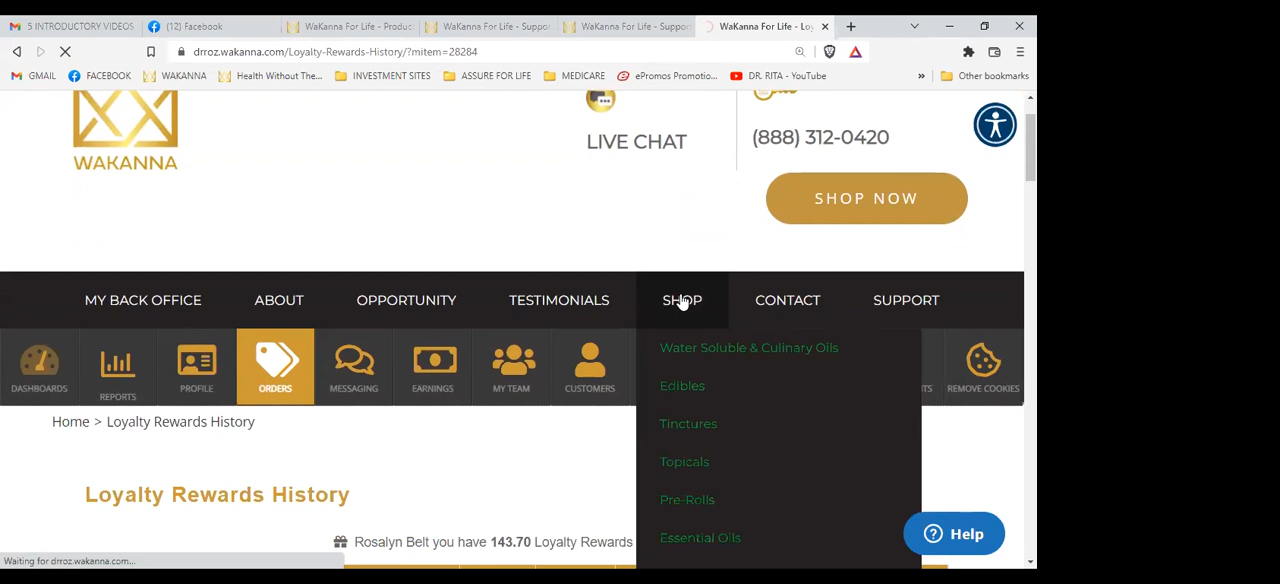 5 INTRODUCTORY VIDEOS
(12) Facebook
WaKanna For Life - Produc
WaKanna For Life - Suppo
WaKanna For Life - Suppo
WaKanna For Life - Lo
drroz.wakanna.com/Loyalty-Rewards-History/?mitem=28284
GMAIL
FACEBOOK
WAKANNA
Health Without The...
INVESTMENT SITES
ASSURE FOR LIFE
MEDICARE
ePromos Promotio...
DR. RITA - YouTube
»
Other bookmarks
WAKANNA
LIVE CHAT
(888) 312-0420
SHOP NOW
MY BACK OFFICE
ABOUT
OPPORTUNITY
TESTIMONIALS
SHOP
CONTACT
SUPPORT
DASHBOARDS
REPORTS
PROFILE
ORDERS
MESSAGING
EARNINGS
MY TEAM
CUSTOMERS
TS
REMOVE COOKIES
Water Soluble & Culinary Oils
Edibles
Tinctures
Topicals
Pre-Rolls
Essential Oils
Home > Loyalty Rewards History
Loyalty Rewards History
Rosalyn Belt you have 143.70 Loyalty Rewards
Help
Waiting for drroz.wakanna.com...